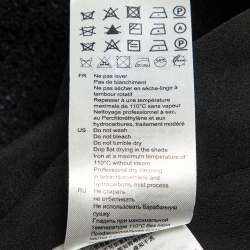 FR
Ne pas laver
Pas de blanchiment
Ne pas sécher en sèche-linge à
tambour rotatif
Repasser à une température
maximale de 110°C sans vapeur
Nettoyage professionnel à sec,
au Perchloréthylène et aux
hydrocarbures, traitement modéré
US
Do not wash
Do not bleach
Do not tumble dry
Drip flat drying in the shade
Iron at a maximum temperature of
110°C without steam
Professional dry cleaning
in tetrachloroethene and
hydrocarbons, mild process
RU
Не стирать
Не отбеливать
Не использовать барабанную
сушку
Гладить при максимальной
температуре 110°C без